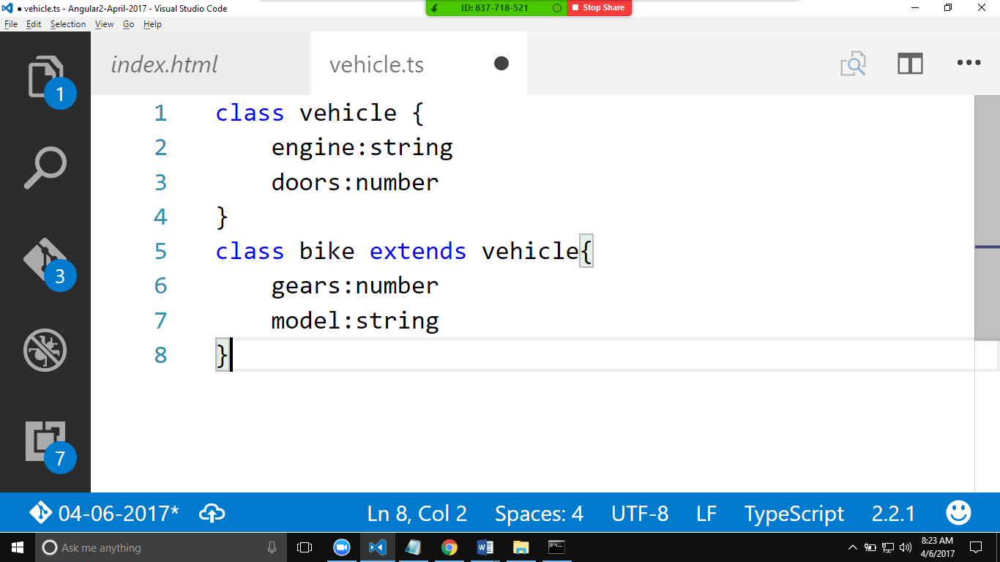 ● vehicle.ts - Angular2-April-2017 - Visual Studio Code
ID: 837-718-521
Stop Share
File Edit Selection View Go Help
index.html vehicle.ts
1 class vehicle {
2     engine:string
3     doors:number
4 }
5 class bike extends vehicle{
6     gears:number
7     model:string
8 }
1
3
7
04-06-2017* Ln 8, Col 2 Spaces: 4 UTF-8 LF TypeScript 2.2.1
Ask me anything
8:23 AM
4/6/2017